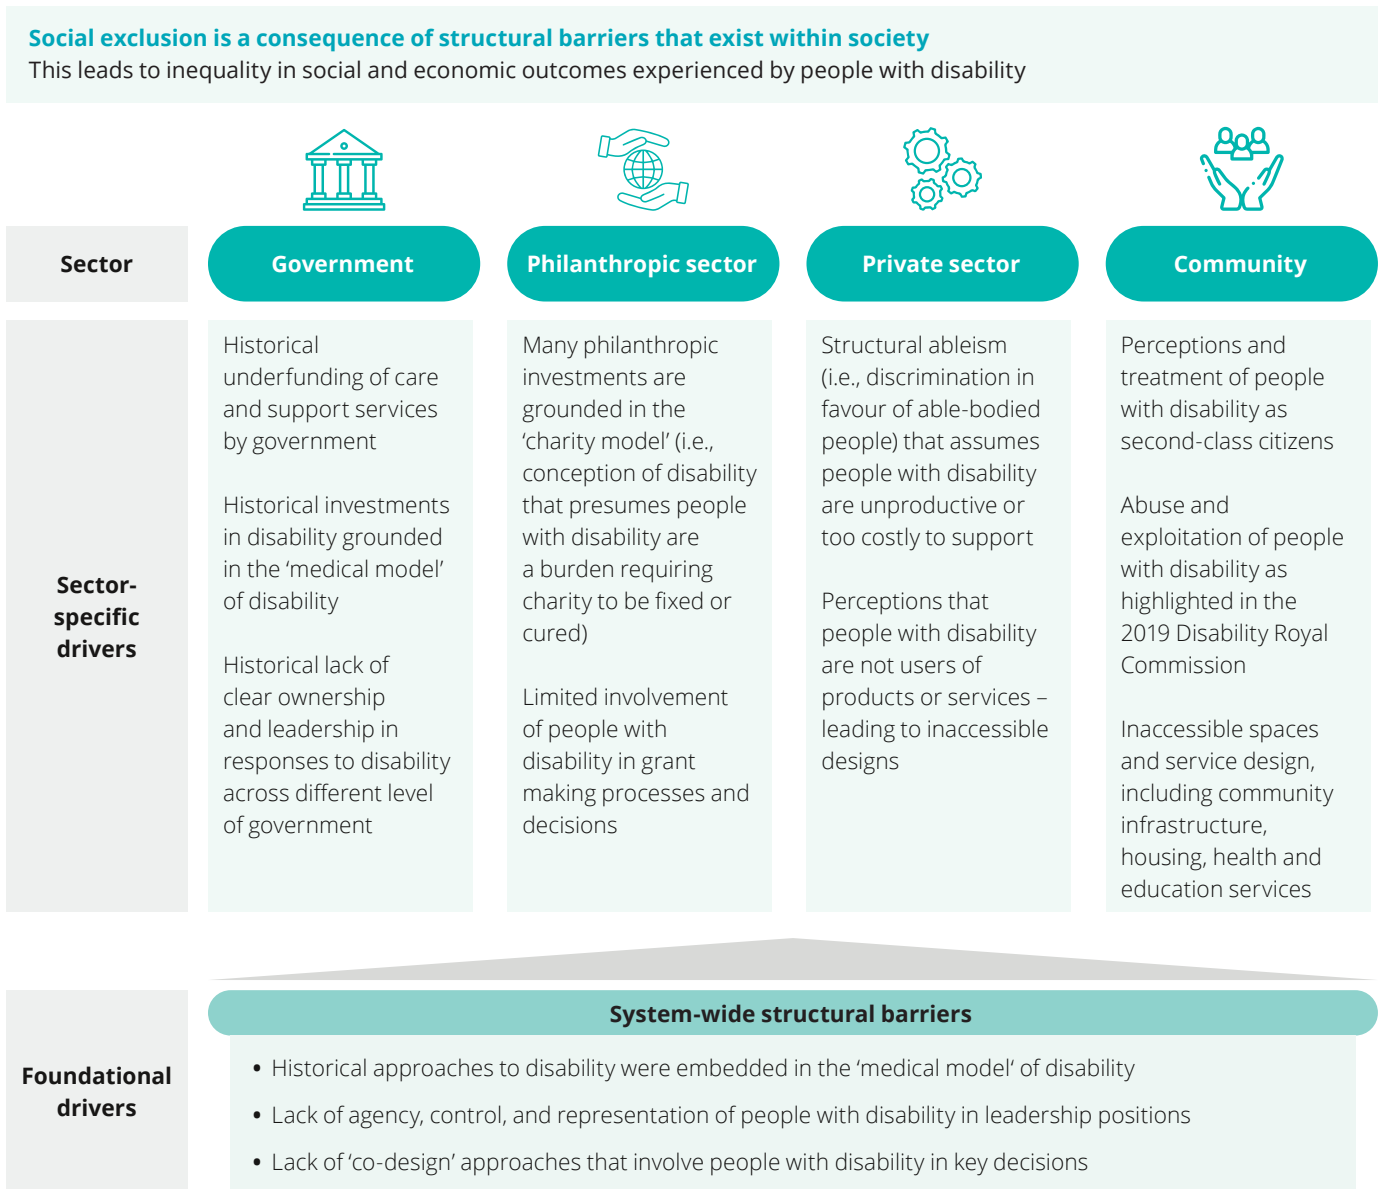 Social exclusion is a consequence of structural barriers that exist within society
This leads to inequality in social and economic outcomes experienced by people with disability
Sector
Government
Philanthropic sector
Private sector
Community
Sector-
specific
drivers
Historical
underfunding of care
and support services
by government
Historical investments
in disability grounded
in the ‘medical model’
of disability
Historical lack of
clear ownership
and leadership in
responses to disability
across different level
of government
Many philanthropic
investments are
grounded in the
‘charity model’ (i.e.,
conception of disability
that presumes people
with disability are
a burden requiring
charity to be fixed or
cured)
Limited involvement
of people with
disability in grant
making processes and
decisions
Structural ableism
(i.e., discrimination in
favour of able-bodied
people) that assumes
people with disability
are unproductive or
too costly to support
Perceptions that
people with disability
are not users of
products or services –
leading to inaccessible
designs
Perceptions and
treatment of people
with disability as
second-class citizens
Abuse and
exploitation of people
with disability as
highlighted in the
2019 Disability Royal
Commission
Inaccessible spaces
and service design,
including community
infrastructure,
housing, health and
education services
Foundational
drivers
System-wide structural barriers
• Historical approaches to disability were embedded in the ‘medical model‘ of disability
• Lack of agency, control, and representation of people with disability in leadership positions
• Lack of ‘co-design’ approaches that involve people with disability in key decisions